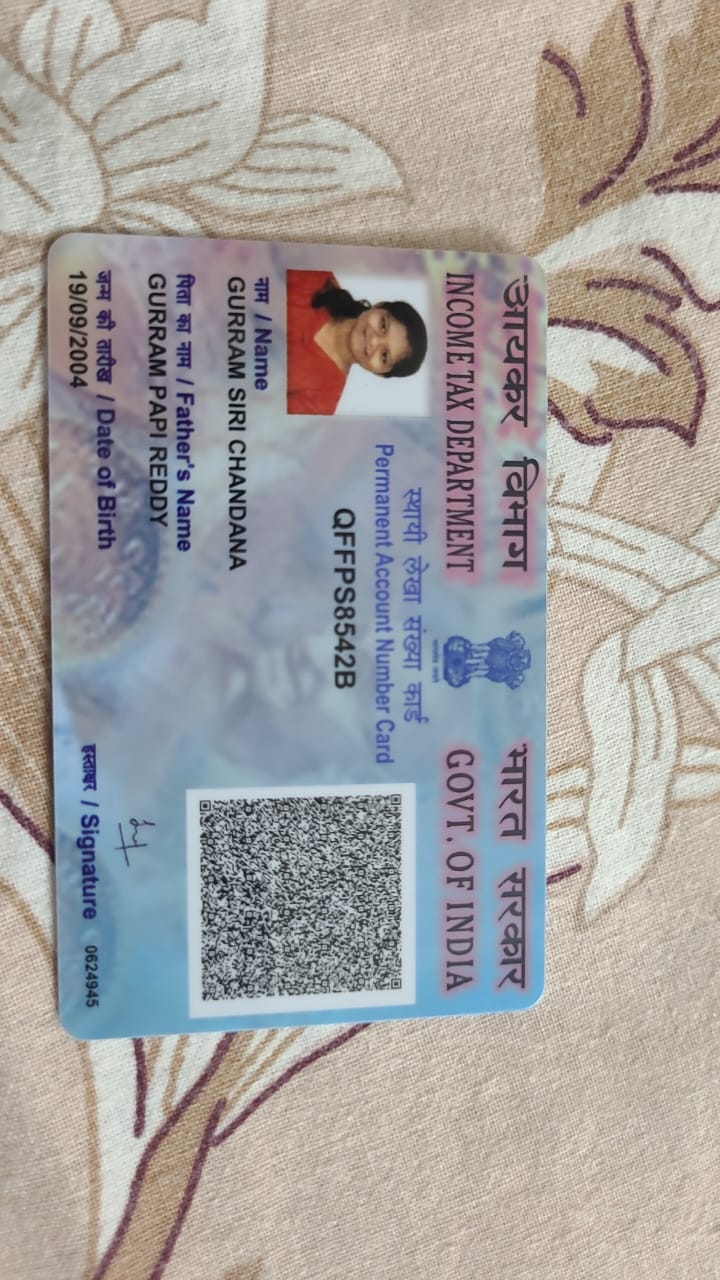 आयकर विभाग
INCOME TAX DEPARTMENT
भारत सरकार
GOVT. OF INDIA
स्थायी लेखा संख्या कार्ड
Permanent Account Number Card
QFFPS8542B
नाम / Name
GURRAM SIRI CHANDANA
पिता का नाम / Father's Name
GURRAM PAPI REDDY
जन्म की तारीख / Date of Birth
19/09/2004
हस्ताक्षर / Signature
0624945